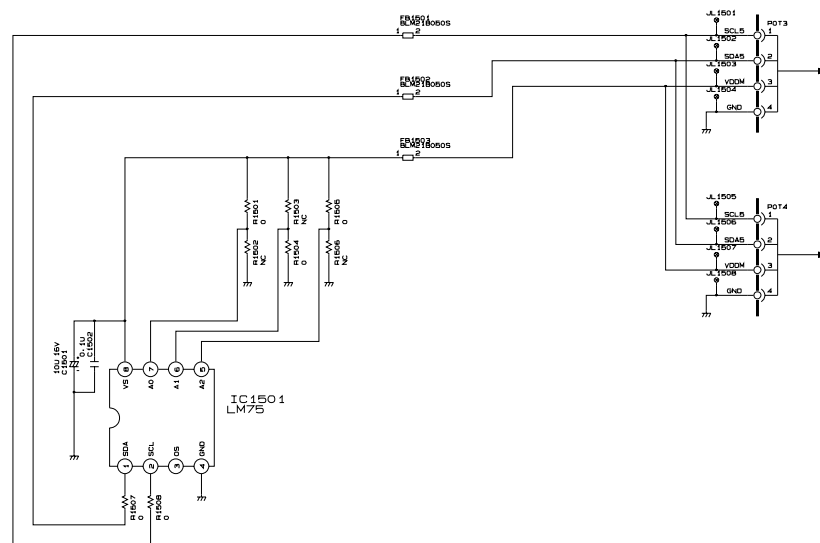 FB1501
BLM21B050S
1 2
JL1501
POT3
SCL5
1
JL1502
SDA5
2
FB1502
BLM21B050S
1 2
JL1503
VDDM
3
JL1504
GND
4
FB1503
BLM21B050S
1 2
R1501
0
R1503
NC
R1505
0
R1502
NC
R1504
0
R1506
NC
JL1505
POT4
SCL5
1
JL1506
SDA5
2
JL1507
VDDM
3
JL1508
GND
4
10U 16V
C1501
0.1U
C1502
8
7
6
5
VS
A0
A1
A2
IC1501
LM75
SDA
SCL
OS
GND
1
2
3
4
R1507
0
R1508
0